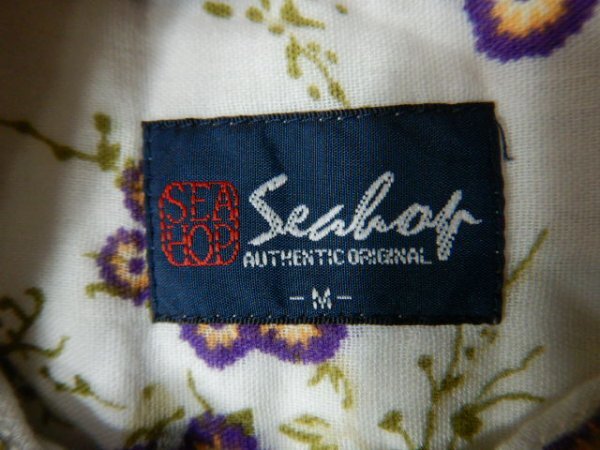 SEA
HOP
Seahop
AUTHENTIC ORIGINAL
-M-